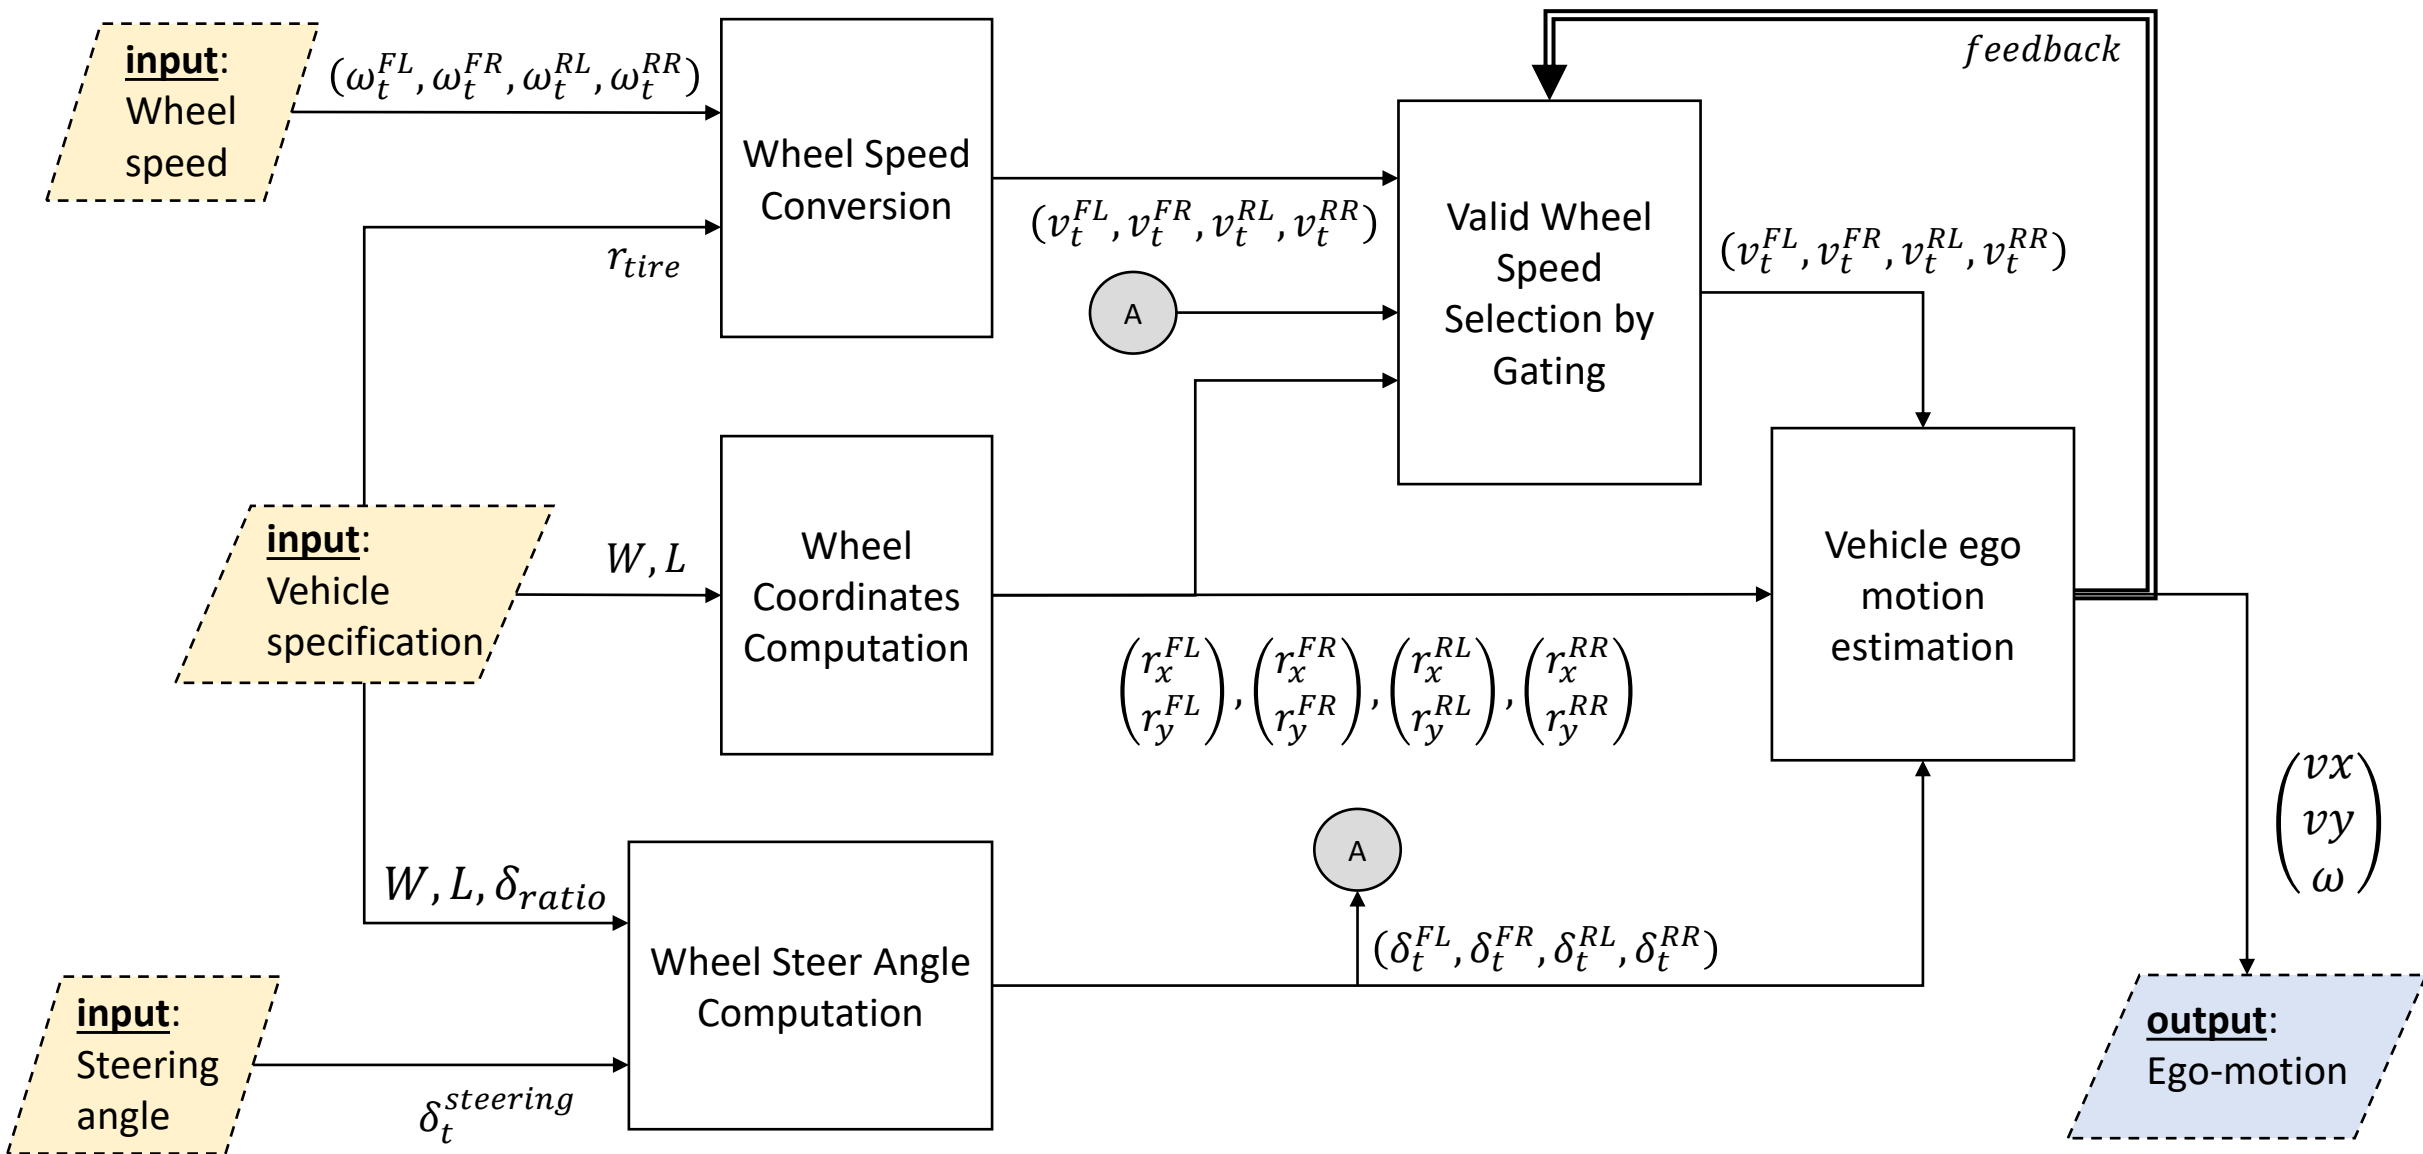 input:
Wheel
speed
(ω_t^{FL}, ω_t^{FR}, ω_t^{RL}, ω_t^{RR})
r_{tire}
Wheel Speed
Conversion
(v_t^{FL}, v_t^{FR}, v_t^{RL}, v_t^{RR})
A
Valid Wheel
Speed
Selection by
Gating
feedback
(v_t^{FL}, v_t^{FR}, v_t^{RL}, v_t^{RR})
input:
Vehicle
specification
W, L
Wheel
Coordinates
Computation
(r_x^{FL} r_y^{FL}), (r_x^{FR} r_y^{FR}), (r_x^{RL} r_y^{RL}), (r_x^{RR} r_y^{RR})
Vehicle ego
motion
estimation
(vx
vy
ω)
W, L, δ_{ratio}
Wheel Steer Angle
Computation
A
(δ_t^{FL}, δ_t^{FR}, δ_t^{RL}, δ_t^{RR})
input:
Steering
angle
δ_t^{steering}
output:
Ego-motion